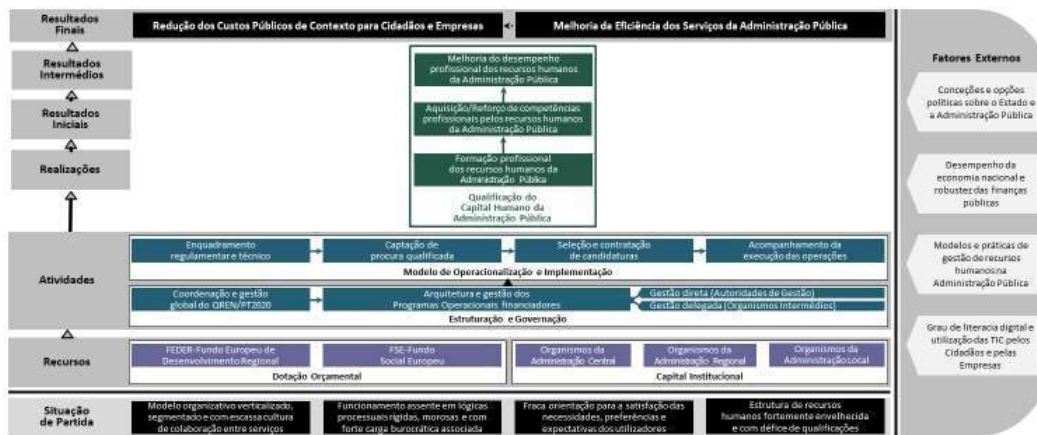 Resultados
Finais
Redução dos Custos Públicos de Contexto para Cidadãos e Empresas
Melhoria da Eficiência dos Serviços da Administração Pública
Resultados
Intermédios
Melhoria do desempenho
profissional dos recursos humanos
da Administração Pública
Resultados
Iniciais
Aquisição/Reforço de competências
profissionais pelos recursos humanos
da Administração Pública
Realizações
Formação profissional
dos recursos humanos da
Administração Pública
Qualificação do
Capital Humano da
Administração Pública
Atividades
Enquadramento
regulamentar e técnico
Captação de
procura qualificada
Seleção e contratação
de candidaturas
Acompanhamento da
execução das operações
Modelo de Operacionalização e Implementação
Coordenação e gestão
global do QREN/PT2020
Arquitetura e gestão dos
Programas Operacionais financiadores
Gestão direta (Autoridades de Gestão)
Gestão delegada (Organismos Intermédios)
Estruturação e Governação
Recursos
FEDER-Fundo Europeu de
Desenvolvimento Regional
FSE-Fundo
Social Europeu
Dotação Orçamental
Organismos da
Administração Central
Organismos da
Administração Regional
Organismos da
Administração Local
Capital Institucional
Situação
de Partida
Modelo organizativo verticalizado,
segmentado e com escassa cultura
de colaboração entre serviços
Funcionamento assente em lógicas
processuais rígidas, morosas e com
forte carga burocrática associada
Fraca orientação para a satisfação das
necessidades, preferências e
expectativas dos utilizadores
Estrutura de recursos
humanos fortemente envelhecida
e com défice de qualificações
Fatores Externos
Conceções e opções
políticas sobre o Estado e
a Administração Pública
Desempenho da
economia nacional e
robustez das finanças
públicas
Modelos e práticas de
gestão de recursos
humanos na
Administração Pública
Grau de literacia digital e
utilização das TIC pelos
Cidadãos e pelas
Empresas